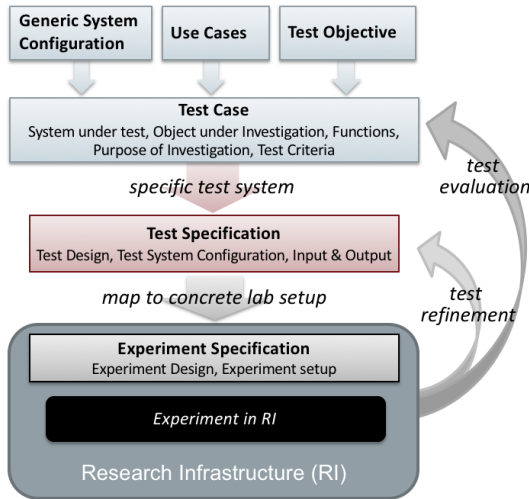 Generic System
Configuration
Use Cases
Test Objective
Test Case
System under test, Object under Investigation, Functions,
Purpose of Investigation, Test Criteria
specific test system
test
evaluation
Test Specification
Test Design, Test System Configuration, Input & Output
map to concrete lab setup
test
refinement
Experiment Specification
Experiment Design, Experiment setup
Experiment in RI
Research Infrastructure (RI)